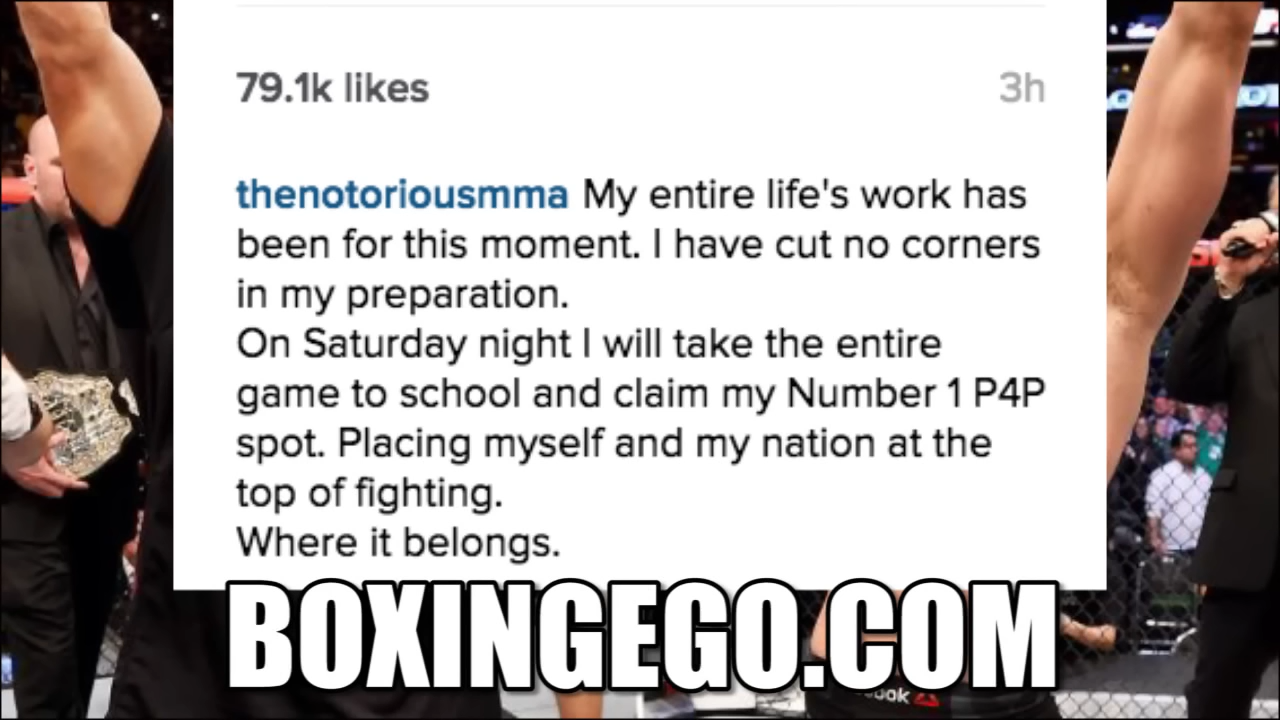 79.1k likes 3h
thenotoriousmma My entire life's work has
been for this moment. I have cut no corners
in my preparation.
On Saturday night I will take the entire
game to school and claim my Number 1 P4P
spot. Placing myself and my nation at the
top of fighting.
Where it belongs.
BOXINGEGO.COM